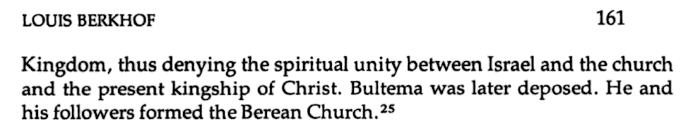 LOUIS BERKHOF 161
Kingdom, thus denying the spiritual unity between Israel and the church
and the present kingship of Christ. Bultema was later deposed. He and
his followers formed the Berean Church.²⁵